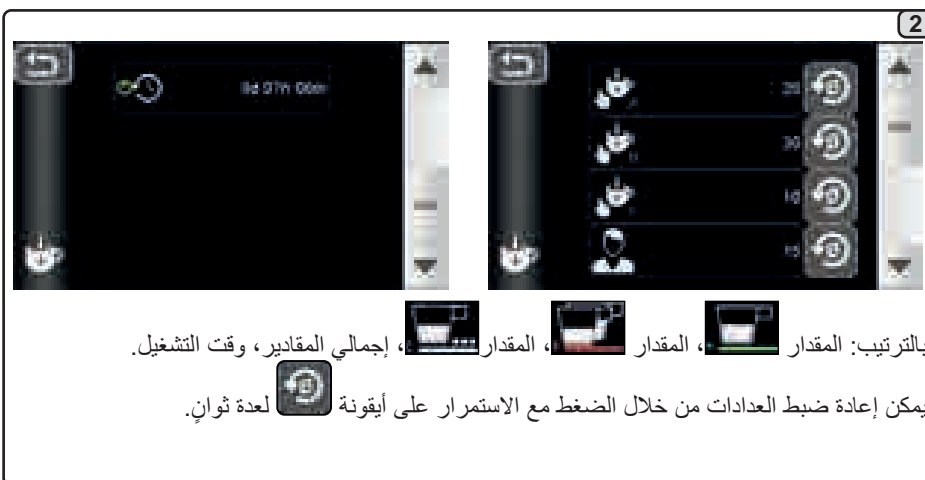 2
بالترتيب: المقدار ، المقدار ، المقدار ، إجمالي المقادير، وقت التشغيل.
يمكن إعادة ضبط العدادات من خلال الضغط مع الاستمرار على أيقونة لعدة ثوانٍ.